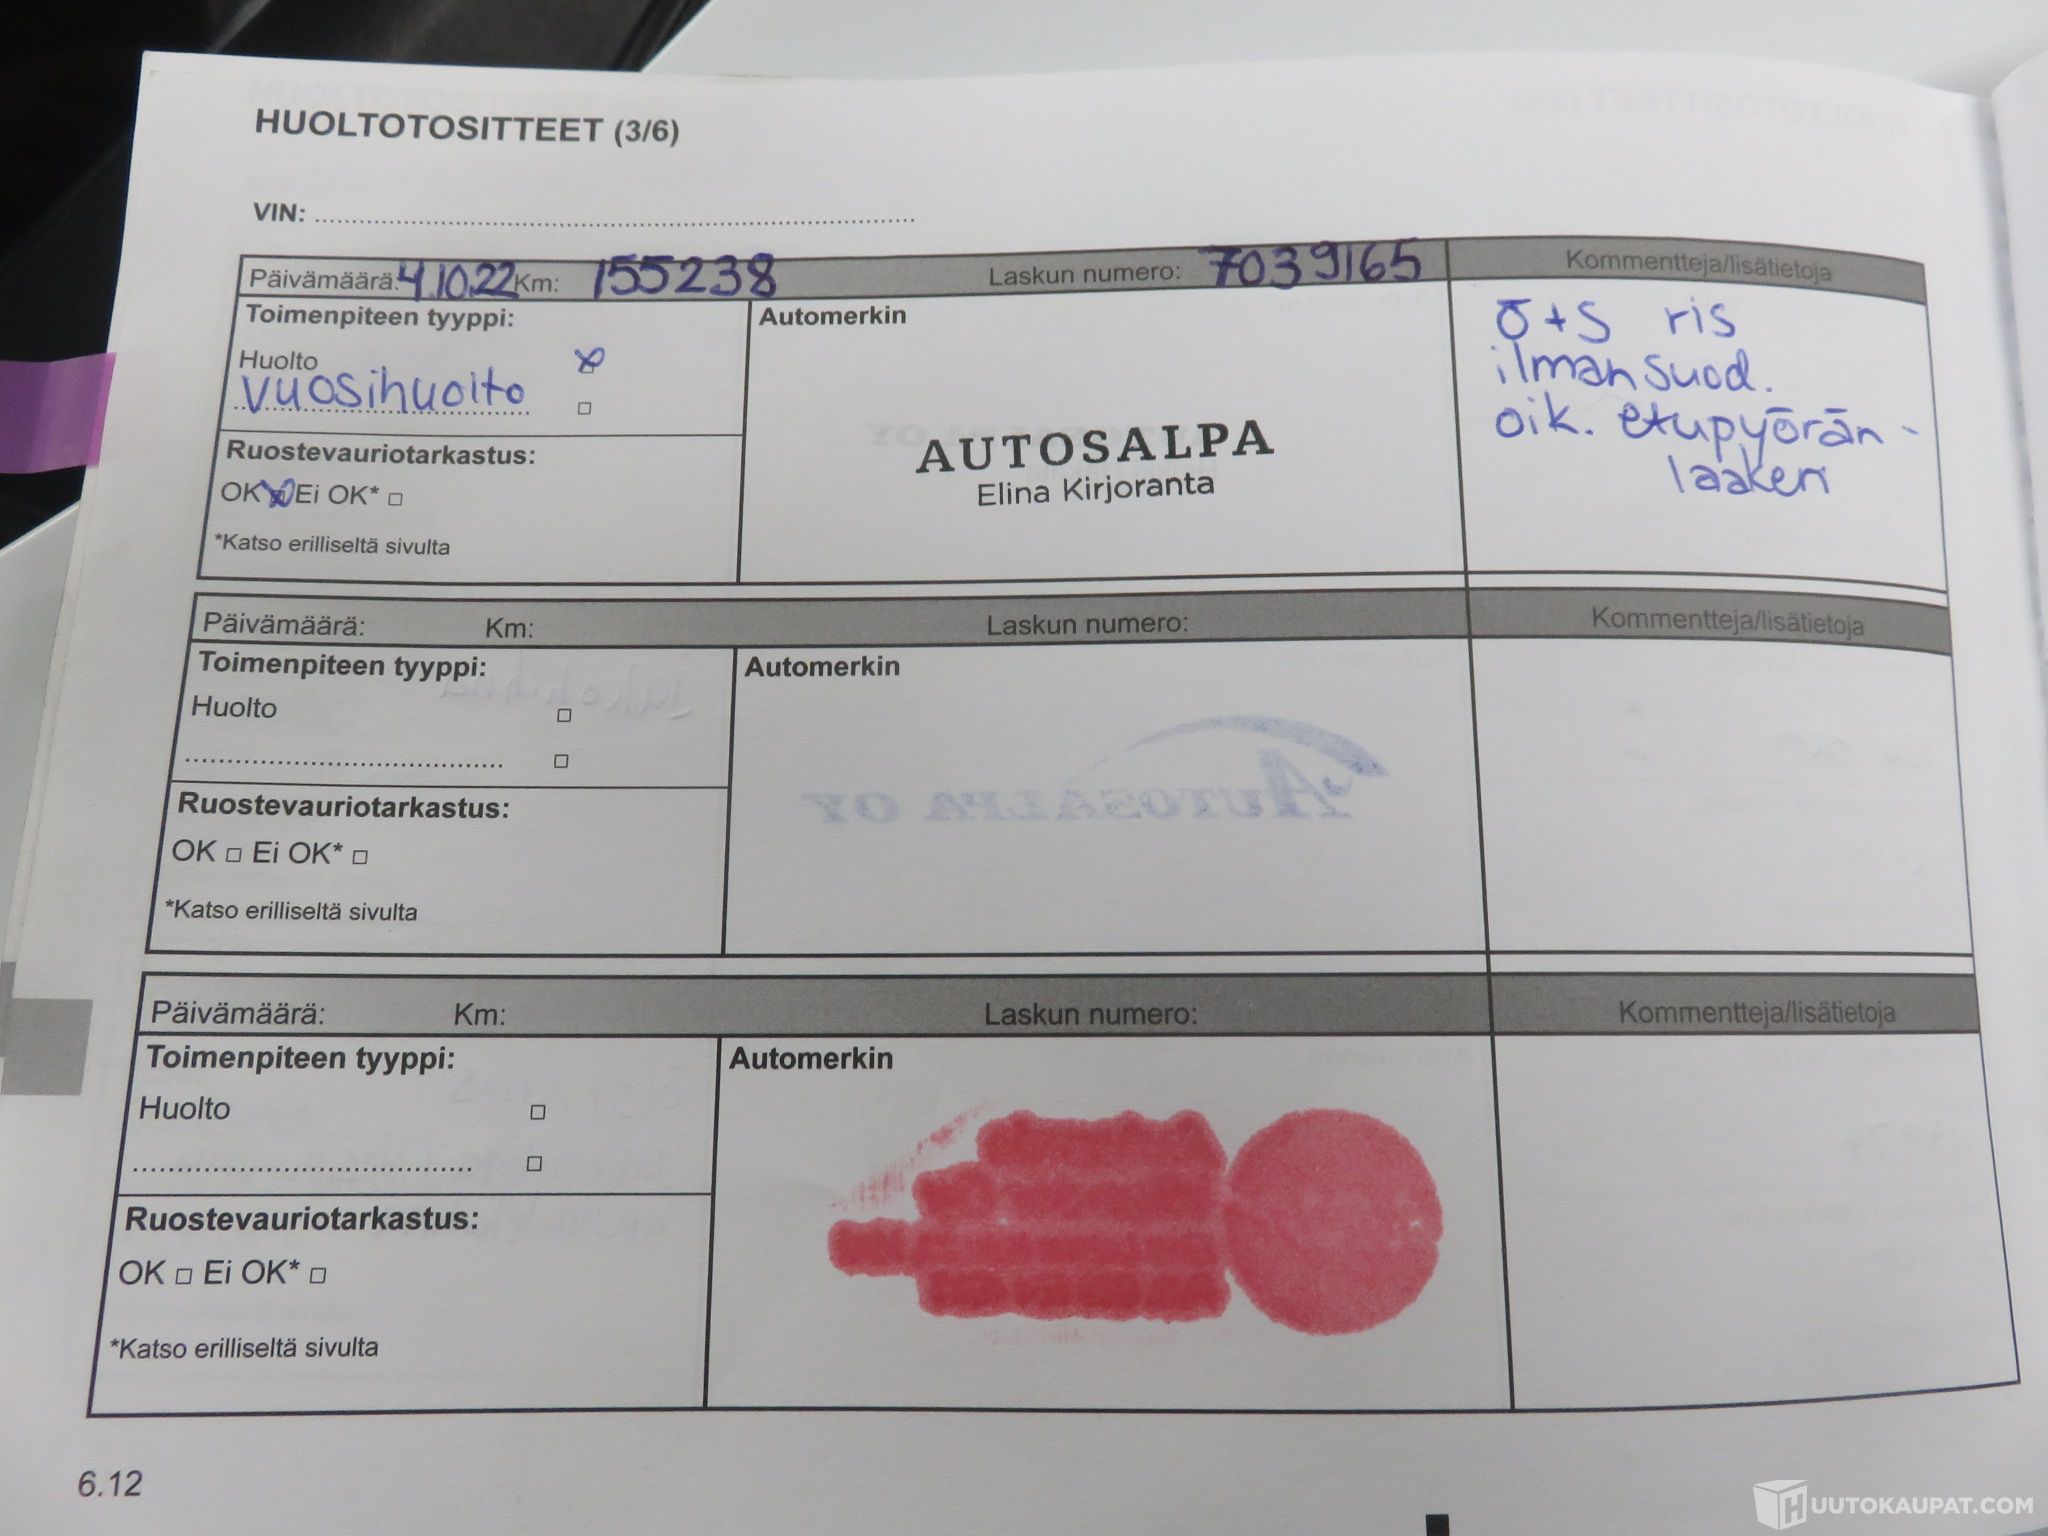 HUOLTOTOSITTEET (3/6)
VIN:
Päivämäärä: 4.10.22 Km: 155238 Laskun numero: 7039165 Kommentteja/lisätietoja
Toimenpiteen tyyppi:
Huolto
vuosihuolto
Ruostevauriotarkastus:
OK Ei OK*
*Katso erilliseltä sivulta
Automerkin
AUTOSALPA
Elina Kirjoranta
Ö+S ris
ilmansuod.
oik. etupyörän-
laakeri
Päivämäärä: Km: Laskun numero: Kommentteja/lisätietoja
Toimenpiteen tyyppi:
Huolto
Ruostevauriotarkastus:
OK Ei OK*
*Katso erilliseltä sivulta
Automerkin
AUTOSALPA OY
Päivämäärä: Km: Laskun numero: Kommentteja/lisätietoja
Toimenpiteen tyyppi:
Huolto
Ruostevauriotarkastus:
OK Ei OK*
*Katso erilliseltä sivulta
Automerkin
6.12
HUUTOKAUPAT.COM